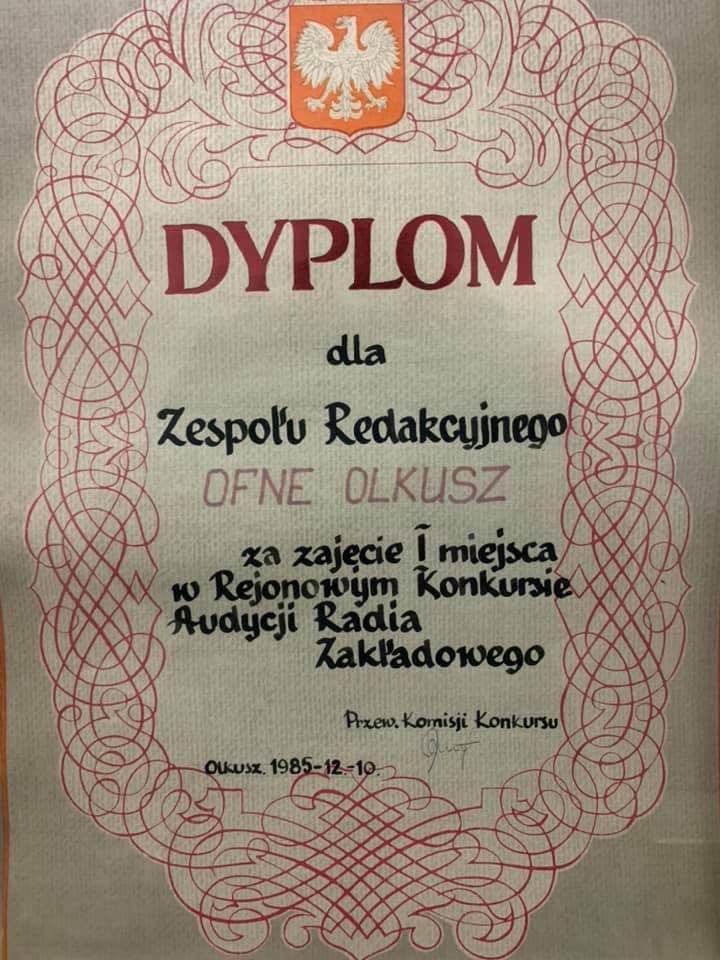 DYPLOM
dla
Zespołu Redakcyjnego
OFNE OLKUSZ
za zajęcie I miejsca
w Rejonowym Konkursie
Audycji Radia
Zakładowego
Przew. Komisji Konkursu
Olkusz. 1985-12.-10.